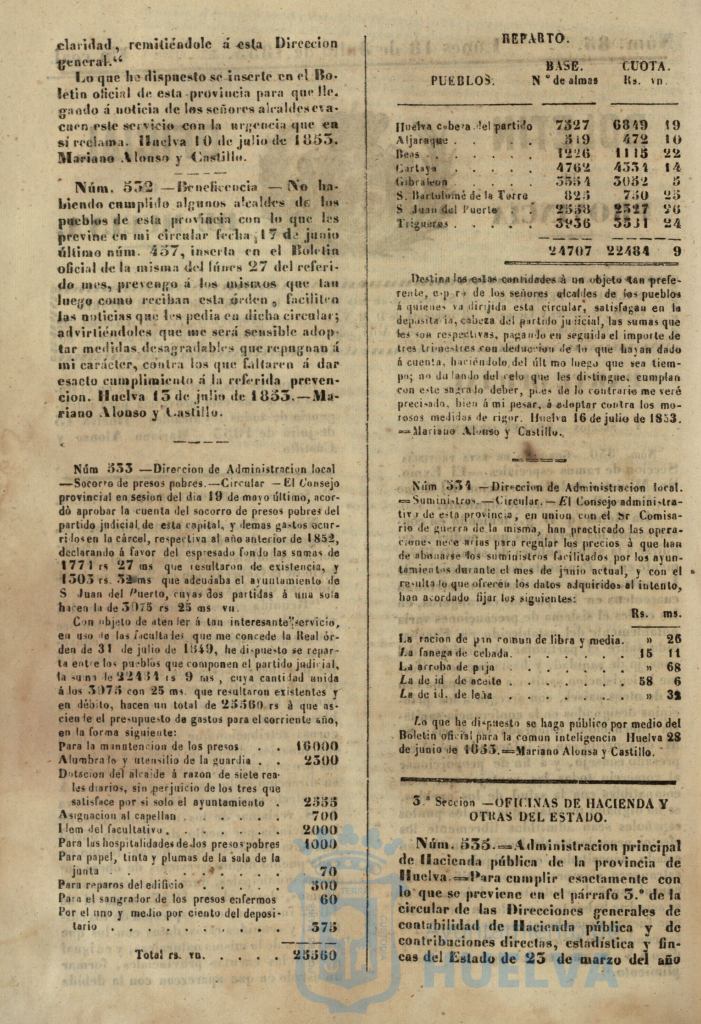 claridad, remitiéndole á esta Direccion
general."
Lo que he dispuesto se inserte en el Bo-
letin oficial de esta provincia para que lle-
gando á noticia de los señores alcaldes eva-
cuen este servicio con la urgencia que en
si reclama. Huelva 10 de julio de 1853.
Mariano Alonso y Castillo.
Núm. 532 —Beneficencia —No ha-
biendo cumplido algunos alcaldes de los
pueblos de esta provincia con lo que les
previne en mi circular fecha 17 de junio
último núm. 457, inserta en el Boletin
oficial de la misma del lúnes 27 del referi-
do mes, prevengo á los mismos que tan
luego como reciban esta órden, faciliten
las noticias que les pedia en dicha circular;
advirtiéndoles que me será sensible adop-
tar medidas desagradables que repugnan á
mi carácter, contra los que faltaren á dar
esacto cumplimiento á la referida preven-
cion. Huelva 13 de julio de 1853.—Ma-
riano Alonso y Castillo.
Núm 533 —Direccion de Administracion local
—Socorro de presos pobres.—Circular —El Consejo
provincial en sesion del dia 19 de mayo último, acor-
dó aprobar la cuenta del socorro de presos pobres del
partido judicial de esta capital, y demas gastos ocur-
ridos en la cárcel, respectiva al año anterior de 1852,
declarando á favor del espresado fondo las sumas de
1771 rs 27 ms que resultaron de existencia, y
1303 rs. 32 ms que adeudaba el ayuntamiento de
S Juan del Puerto, cuyas dos partidas á una sola
hacen la de 3075 rs 25 ms vn.
Con objeto de atender á tan interesante servicio,
en uso de las facultades que me concede la Real ór-
den de 31 de julio de 1849, he dispuesto se repar-
ta entre los pueblos que componen el partido judicial,
la suma de 22484 rs 9 ms, cuya cantidad unida
á los 3075 con 25 ms. que resultaron existentes y
en débito, hacen un total de 25560 rs á que as-
ciende el presupuesto de gastos para el corriente año,
en la forma siguiente:
Para la manutencion de los presos . . 16000
Alumbrado y utensilio de la guardia . . 2300
Dotacion del alcaide á razon de siete rea-
les diarios, sin perjuicio de los tres que
satisface por si solo el ayuntamiento . 2555
Asignacion al capellan . . . . . . 700
Idem del facultativo . . . . . . 2000
Para las hospitalidades de los presos pobres 1000
Para papel, tinta y plumas de la sala de la
junta . . . . . . . . . 70
Para reparos del edificio . . . . . 500
Para el sangrador de los presos enfermos 60
Por el uno y medio por ciento del deposi-
tario . . . . . . . . . . 375
Total rs. vn. . . . . 25560
REPARTO.
BASE. CUOTA.
PUEBLOS. N° de almas Rs. vn.
Huelva cabeza del partido 7527 6849 19
Aljaraque . . . . . 519 472 10
Beas . . . . . . 1226 1115 22
Cartaya . . . . . 4762 4334 14
Gibraleon . . . . . 3354 3052 5
S. Bartolomé de la Torre 825 750 25
S Juan del Puerto . . . 2558 2327 26
Trigueros . . . . . 3936 3581 24
24707 22484 9
Destinadas estas cantidades á un objeto tan prefe-
rente, espero de los señores alcaldes de los pueblos
á quienes va dirijida esta circular, satisfagan en la
depositaria, cabeza del partido judicial, las sumas que
les son respectivas, pagando en seguida el importe de
tres trimestres con deduccion de lo que hayan dado
á cuenta, haciéndolo del último luego que sea tiem-
po; no dudando del celo que les distingue, cumplan
con este sagrado deber, pues de lo contrario me veré
precisado, bien á mi pesar, á adoptar contra los mo-
rosos medidas de rigor. Huelva 16 de julio de 1853.
=Mariano Alonso y Castillo.
Núm 534 —Direccion de Administracion local.
=Suministros.—Circular.—El Consejo administra-
tivo de esta provincia, en union con el Sr Comisa-
rio de guerra de la misma, han practicado las opera-
ciones necesarias para regular los precios á que han
de abonarse los suministros facilitados por los ayun-
tamientos durante el mes de junio actual, y con el
resultado que ofrecen los datos adquiridos al intento,
han acordado fijar los siguientes:
Rs. ms.
La racion de pan comun de libra y media. » 26
La fanega de cebada. . . . . . . 15 11
La arroba de paja . . . . . . . » 68
La de id de aceite . . . . . . . 58 6
La de id. de leña . . . . . . . » 32
Lo que he dispuesto se haga público por medio del
Boletin oficial para la comun inteligencia Huelva 28
de junio de 1853.=Mariano Alonsa y Castillo.
3.ª Seccion —OFICINAS DE HACIENDA Y
OTRAS DEL ESTADO.
Núm. 535.=Administracion principal
de Hacienda pública de la provincia de
Huelva.=Para cumplir esactamente con
lo que se previene en el párrafo 3.º de la
circular de las Direcciones generales de
contabilidad de Hacienda pública y de
contribuciones directas, estadística y fin-
cas del Estado de 23 de marzo del año
HUELVA